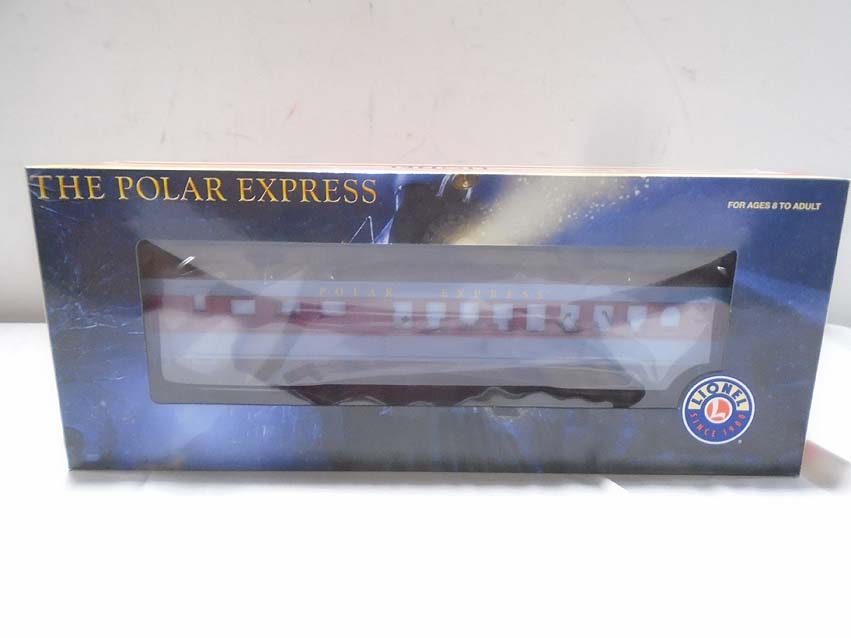 THE POLAR EXPRESS
FOR AGES 8 TO ADULT
POLAR EXPRESS
LIONEL
L
SINCE 1900